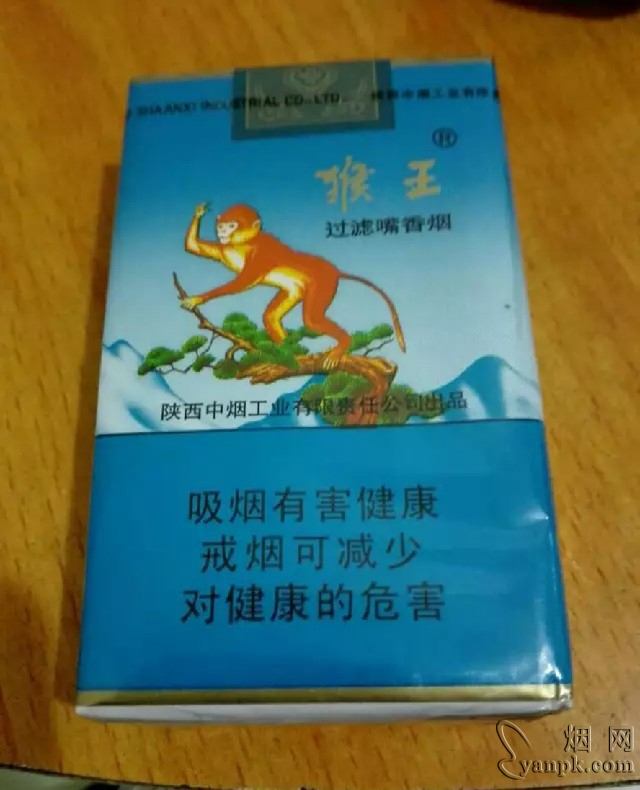 SHAANXI INDUSTRIAL CO., LTD
®
猴王
过滤嘴香烟
陕西中烟工业有限责任公司出品
吸烟有害健康
戒烟可减少
对健康的危害
烟网
yanpk.com